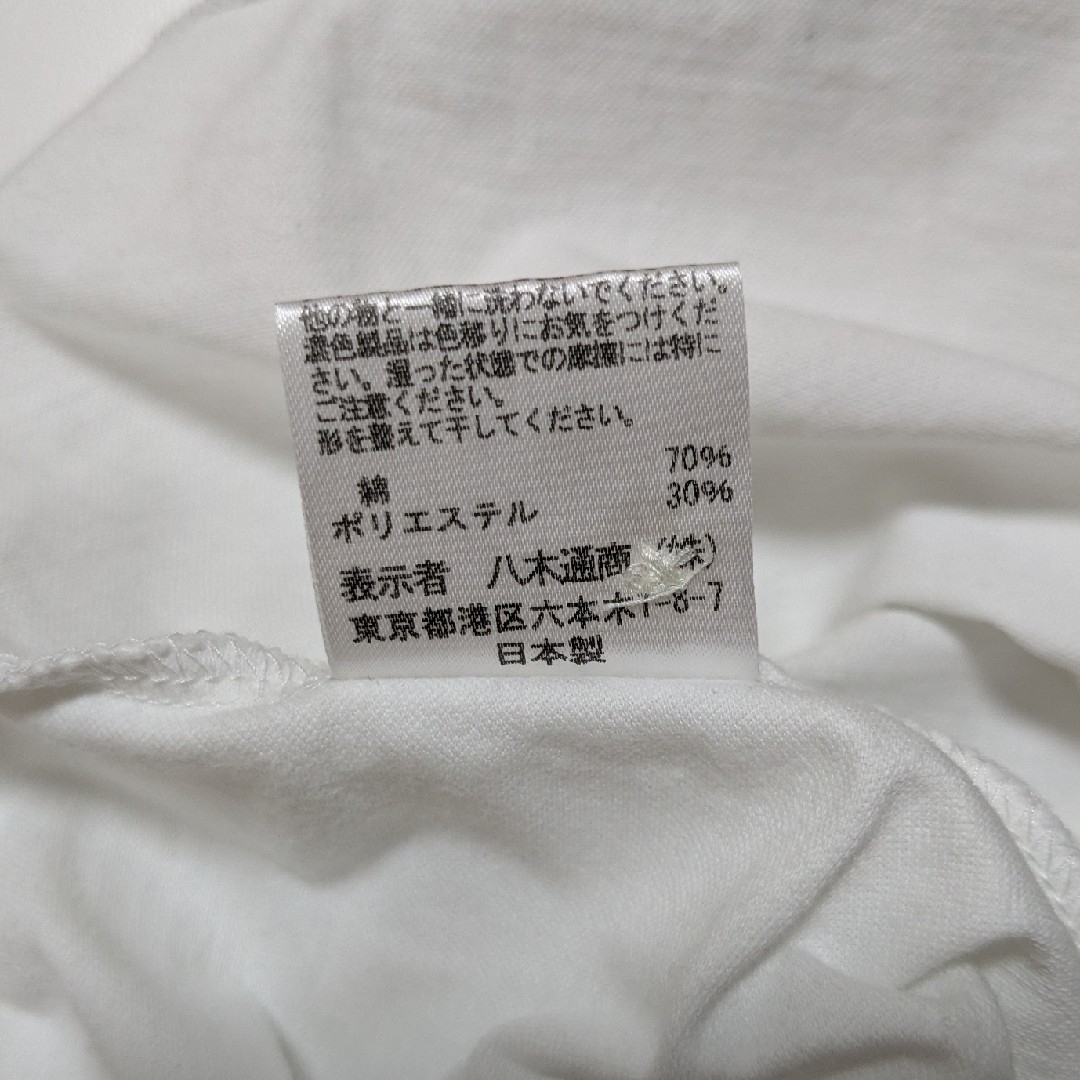 他の物と一緒に洗わないでください。
濃色製品は色移りにお気をつけくだ
さい。湿った状態での摩擦には特に
ご注意ください。
形を整えて干してください。
綿 70%
ポリエステル 30%
表示者 八木通商(株)
東京都港区六本木1-8-7
日本製